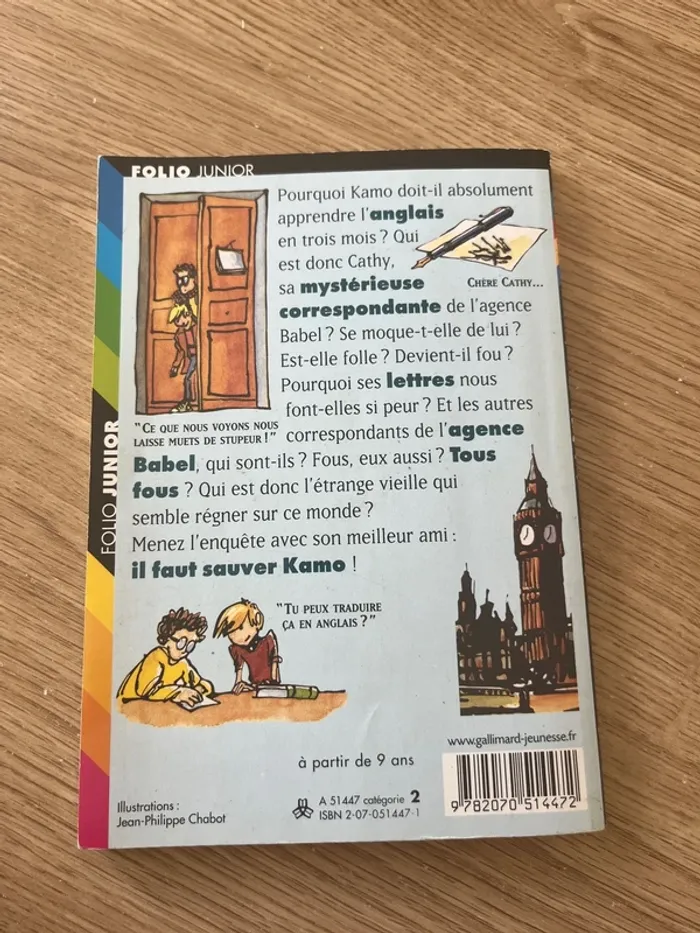 FOLIO JUNIOR
Pourquoi Kamo doit-il absolument
apprendre l'anglais
en trois mois ? Qui
est donc Cathy,
CHÈRE CATHY...
sa mystérieuse
correspondante de l'agence
Babel ? Se moque-t-elle de lui ?
Est-elle folle ? Devient-il fou ?
Pourquoi ses lettres nous
font-elles si peur ? Et les autres
"CE QUE NOUS VOYONS NOUS
LAISSE MUETS DE STUPEUR !"
correspondants de l'agence
Babel, qui sont-ils ? Fous, eux aussi ? Tous
fous ? Qui est donc l'étrange vieille qui
semble régner sur ce monde ?
Menez l'enquête avec son meilleur ami :
il faut sauver Kamo !
FOLIO JUNIOR
"TU PEUX TRADUIRE
ÇA EN ANGLAIS ?"
www.gallimard-jeunesse.fr
à partir de 9 ans
Illustrations :
Jean-Philippe Chabot
A 51447 catégorie 2
ISBN 2-07-051447-1
9 782070 514472